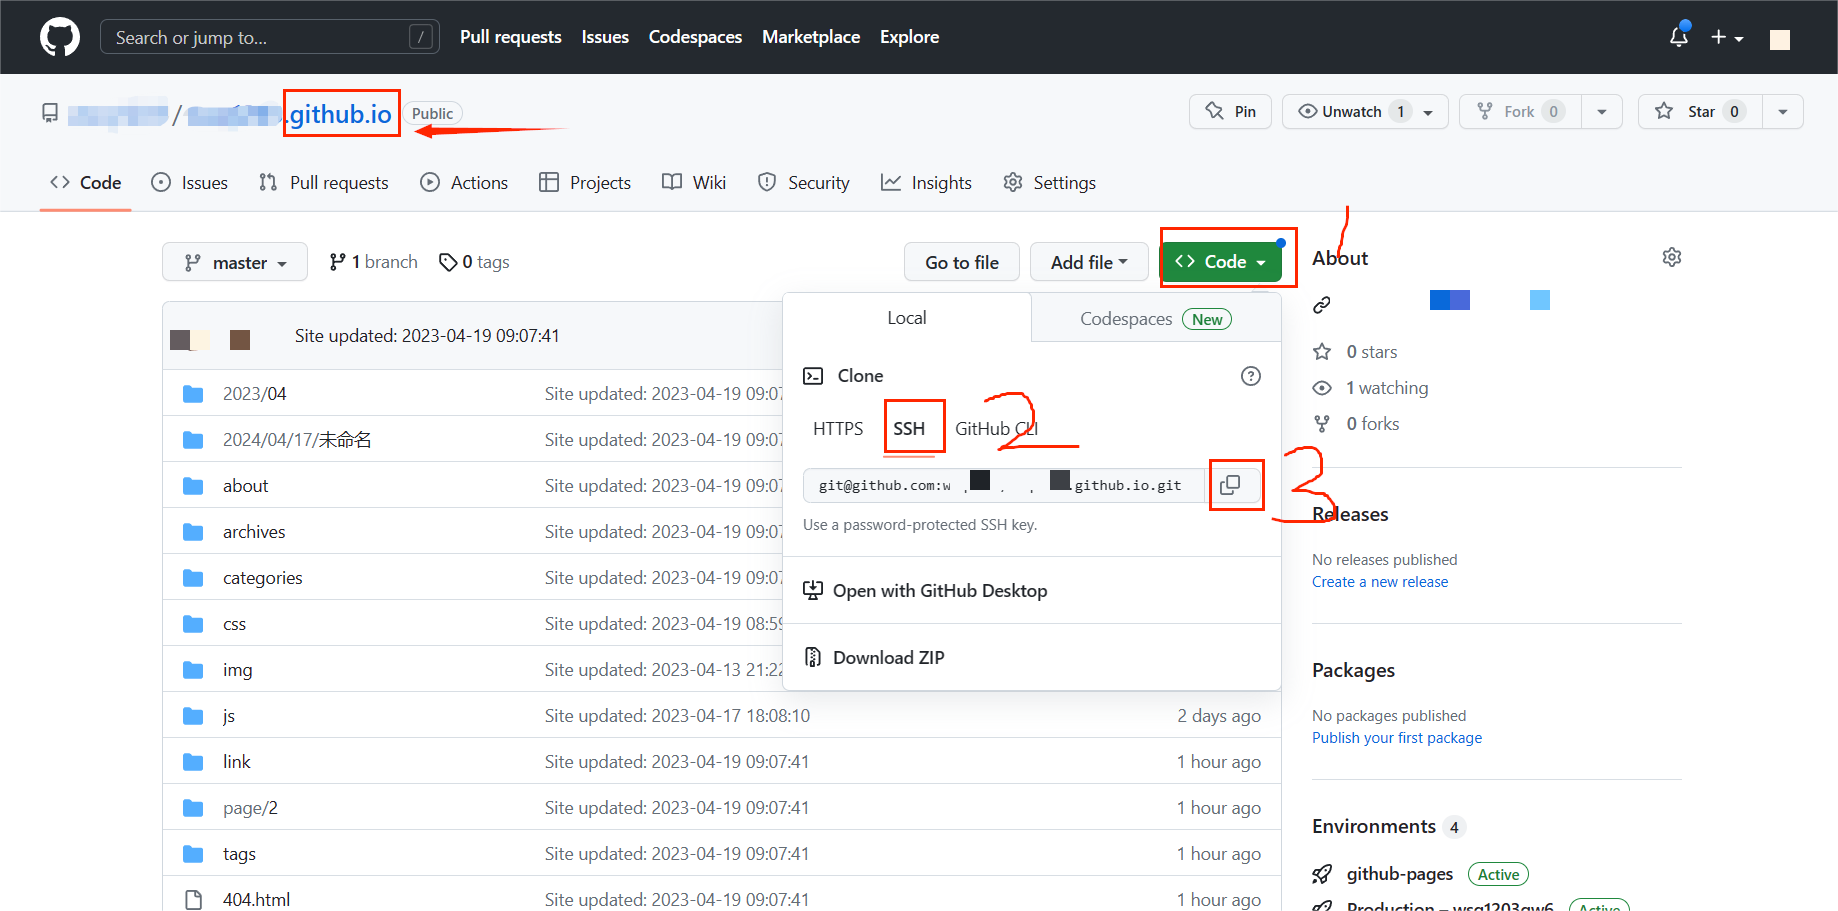 Search or jump to... / Pull requests Issues Codespaces Marketplace Explore
/ .github.io Public Pin Unwatch 1 Fork 0 Star 0
Code Issues Pull requests Actions Projects Wiki Security Insights Settings
1
master 1 branch 0 tags Go to file Add file Code About
Local Codespaces New
Site updated: 2023-04-19 09:07:41
0 stars
Clone
1 watching
2023/04 Site updated: 2023-04-19 09:07
0 forks
HTTPS SSH GitHub CLI 2
2024/04/17/未命名 Site updated: 2023-04-19 09:07
about Site updated: 2023-04-19 09:07
git@github.com:w .github.io.git 3
Releases
Use a password-protected SSH key.
archives Site updated: 2023-04-19 09:07
No releases published
Create a new release
categories Site updated: 2023-04-19 09:07
Open with GitHub Desktop
css Site updated: 2023-04-19 08:59
Download ZIP
img Site updated: 2023-04-13 21:22
Packages
js Site updated: 2023-04-17 18:08:10 2 days ago
No packages published
Publish your first package
link Site updated: 2023-04-19 09:07:41 1 hour ago
page/2 Site updated: 2023-04-19 09:07:41 1 hour ago
Environments 4
tags Site updated: 2023-04-19 09:07:41 1 hour ago
github-pages Active
404.html Site updated: 2023-04-19 09:07:41 1 hour ago
Production – Active